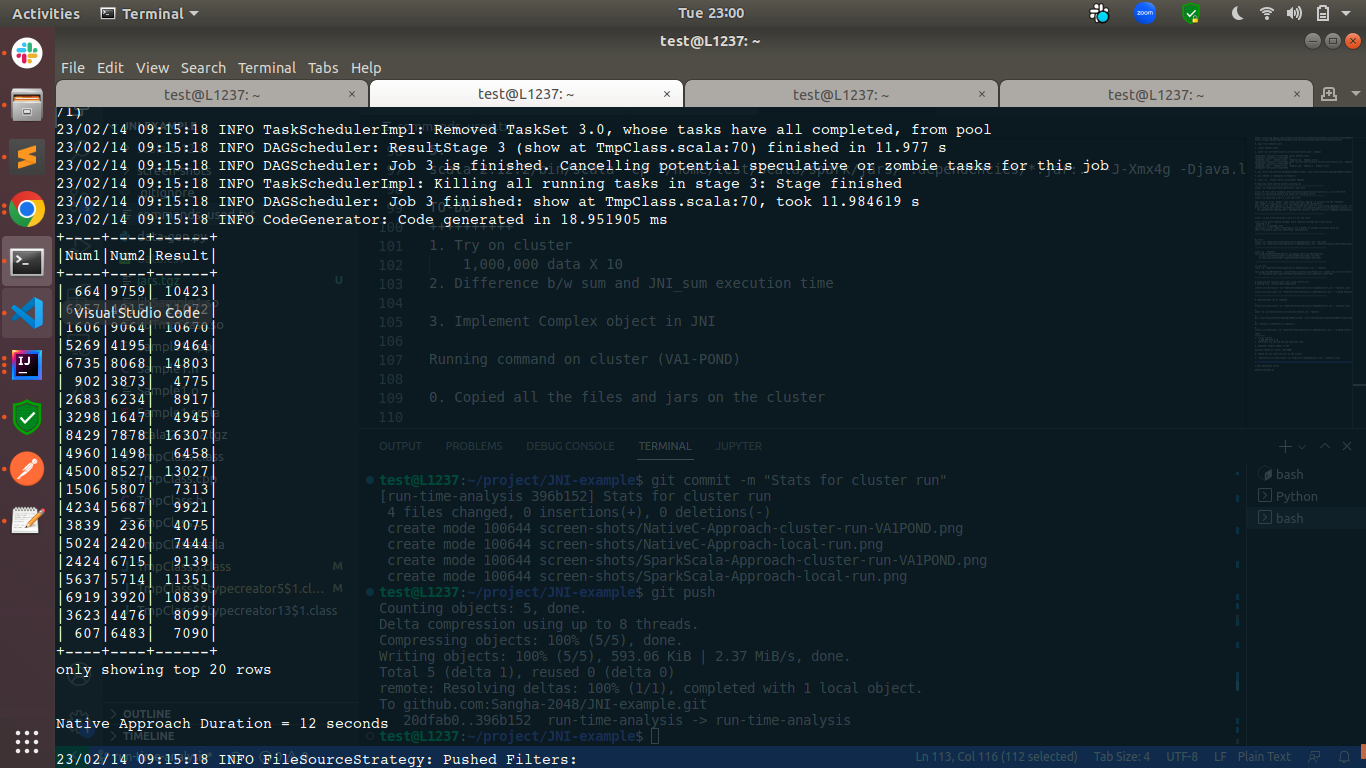 Activities
Terminal
Tue 23:00
zoom
test@L1237: ~
File Edit View Search Terminal Tabs Help
test@L1237: ~ × test@L1237: ~ × test@L1237: ~ × test@L1237: ~ ×
/1)
23/02/14 09:15:18 INFO TaskSchedulerImpl: Removed TaskSet 3.0, whose tasks have all completed, from pool
23/02/14 09:15:18 INFO DAGScheduler: ResultStage 3 (show at TmpClass.scala:70) finished in 11.977 s
23/02/14 09:15:18 INFO DAGScheduler: Job 3 is finished. Cancelling potential speculative or zombie tasks for this job
23/02/14 09:15:18 INFO TaskSchedulerImpl: Killing all running tasks in stage 3: Stage finished
23/02/14 09:15:18 INFO DAGScheduler: Job 3 finished: show at TmpClass.scala:70, took 11.984619 s
23/02/14 09:15:18 INFO CodeGenerator: Code generated in 18.951905 ms
+----+----+------+
|Num1|Num2|Result|
+----+----+------+
| 664|9759| 10423|
Visual Studio Code
|1606|9064| 10670|
|5269|4195|  9464|
|6735|8068| 14803|
| 902|3873|  4775|
|2683|6234|  8917|
|3298|1647|  4945|
|8429|7878| 16307|
|4960|1498|  6458|
|4500|8527| 13027|
|1506|5807|  7313|
|4234|5687|  9921|
|3839| 236|  4075|
|5024|2420|  7444|
|2424|6715|  9139|
|5637|5714| 11351|
|6919|3920| 10839|
|3623|4476|  8099|
| 607|6483|  7090|
+----+----+------+
only showing top 20 rows
Native Approach Duration = 12 seconds
23/02/14 09:15:18 INFO FileSourceStrategy: Pushed Filters:
100 ++++++++++
101 1. Try on cluster
102 1,000,000 data X 10
103 2. Difference b/w sum and JNI_sum execution time
104
105 3. Implement Complex object in JNI
106
107 Running command on cluster (VA1-POND)
108
109 0. Copied all the files and jars on the cluster
110
OUTPUT PROBLEMS DEBUG CONSOLE TERMINAL JUPYTER
test@L1237:~/project/JNI-example$ git commit -m "Stats for cluster run"
[run-time-analysis 396b152] Stats for cluster run
4 files changed, 0 insertions(+), 0 deletions(-)
create mode 100644 screen-shots/NativeC-Approach-cluster-run-VA1POND.png
create mode 100644 screen-shots/NativeC-Approach-local-run.png
create mode 100644 screen-shots/SparkScala-Approach-cluster-run-VA1POND.png
create mode 100644 screen-shots/SparkScala-Approach-local-run.png
test@L1237:~/project/JNI-example$ git push
Counting objects: 5, done.
Delta compression using up to 8 threads.
Compressing objects: 100% (5/5), done.
Writing objects: 100% (5/5), 593.06 KiB | 2.37 MiB/s, done.
Total 5 (delta 1), reused 0 (delta 0)
remote: Resolving deltas: 100% (1/1), completed with 1 local object.
To github.com:Sangha-2048/JNI-example.git
20dfab0..396b152 run-time-analysis -> run-time-analysis
test@L1237:~/project/JNI-example$
bash
Python
bash
OUTLINE
TIMELINE
Ln 113, Col 116 (112 selected) Tab Size: 4 UTF-8 LF Plain Text